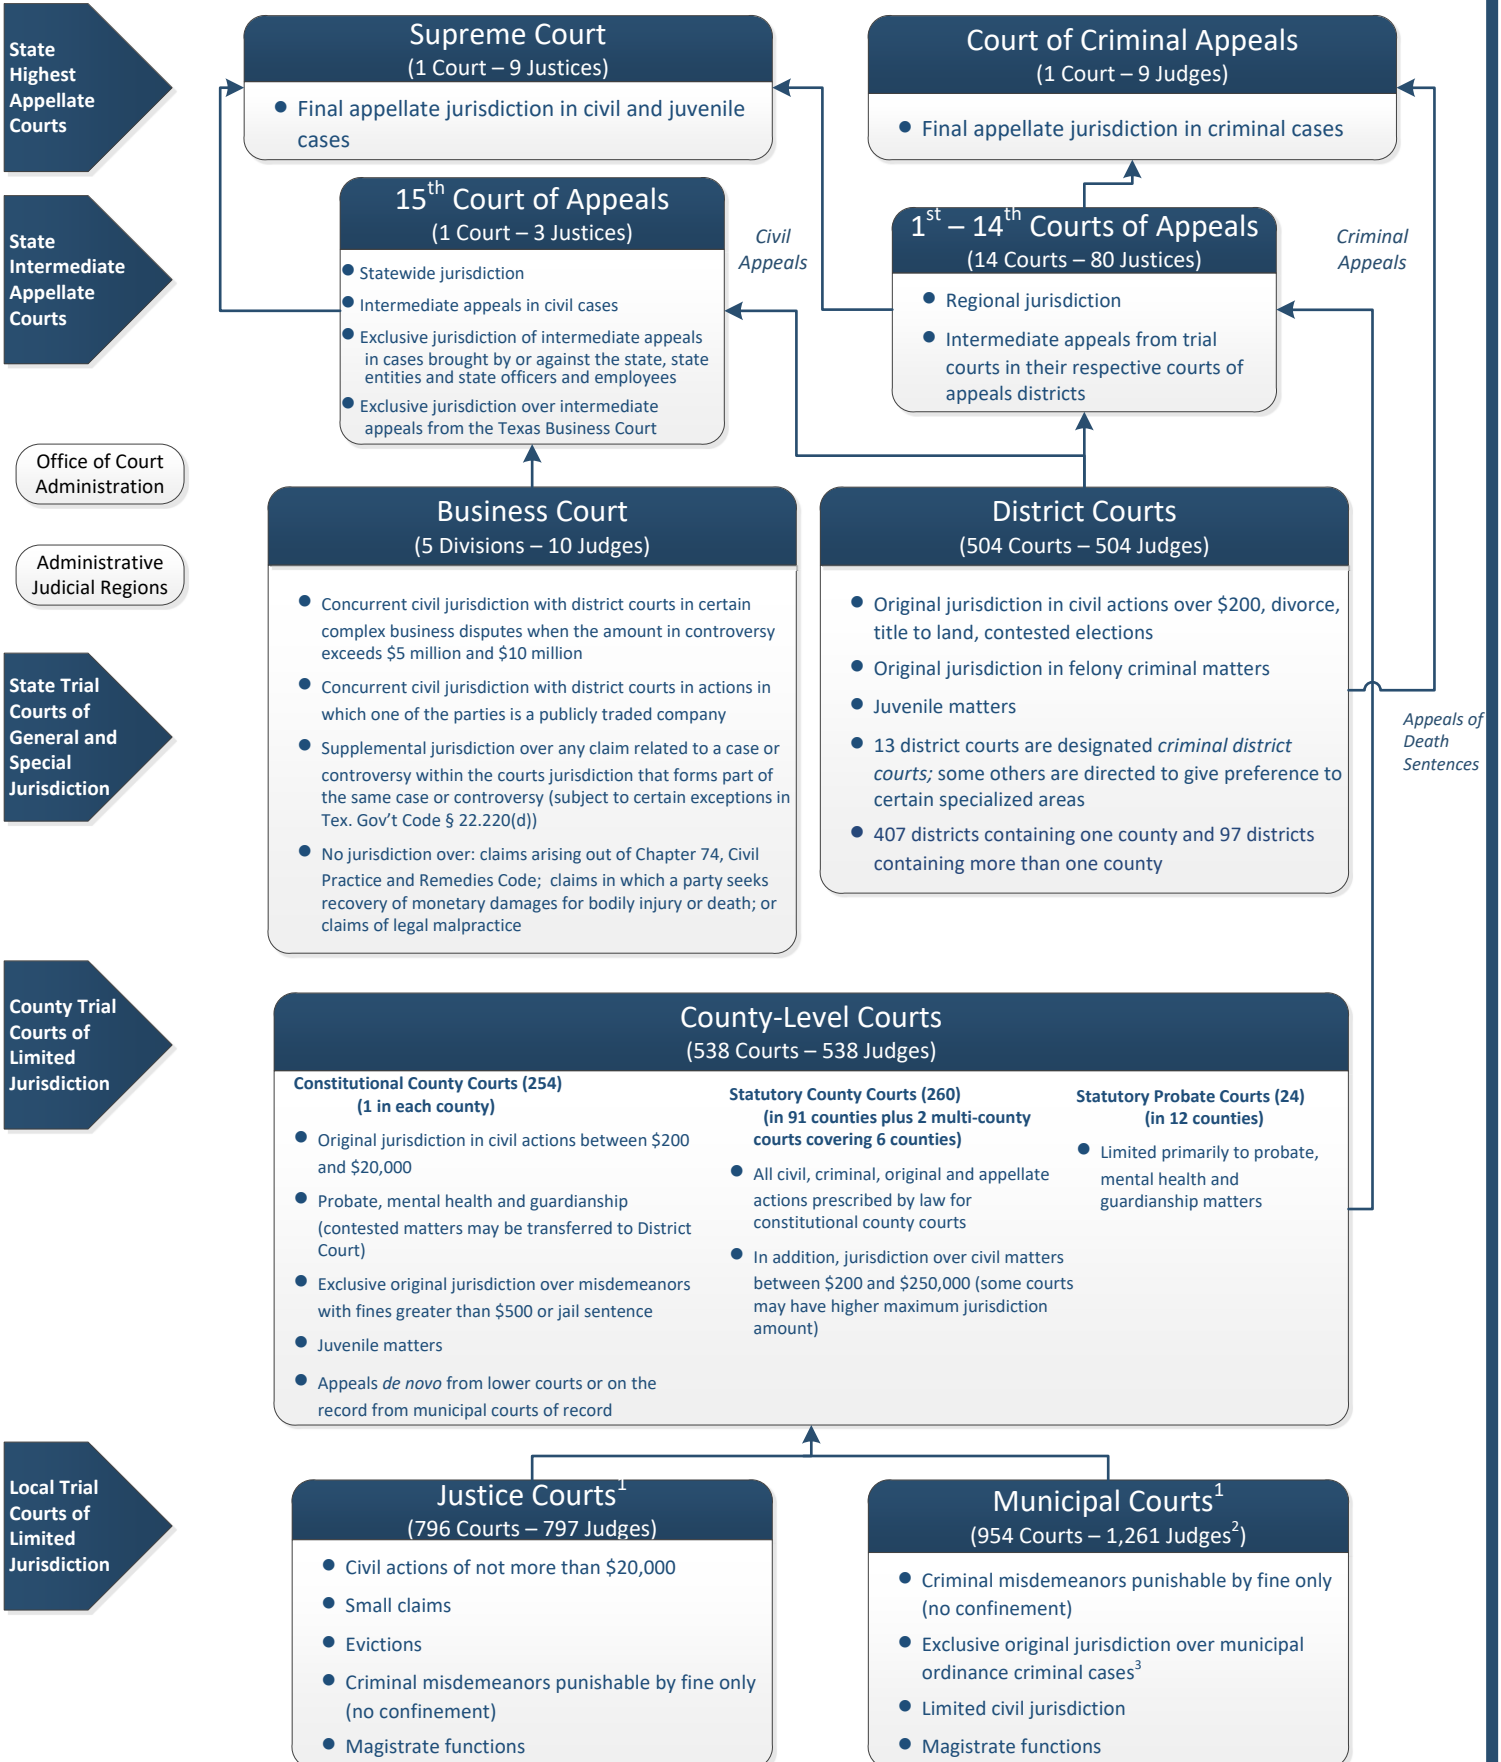 State
Highest
Appellate
Courts
Supreme Court
(1 Court – 9 Justices)
Final appellate jurisdiction in civil and juvenile
cases
Court of Criminal Appeals
(1 Court – 9 Judges)
Final appellate jurisdiction in criminal cases
State
Intermediate
Appellate
Courts
15th Court of Appeals
(1 Court – 3 Justices)
Statewide jurisdiction
Intermediate appeals in civil cases
Exclusive jurisdiction of intermediate appeals
in cases brought by or against the state, state
entities and state officers and employees
Exclusive jurisdiction over intermediate
appeals from the Texas Business Court
Civil
Appeals
1st – 14th Courts of Appeals
(14 Courts – 80 Justices)
Regional jurisdiction
Intermediate appeals from trial
courts in their respective courts of
appeals districts
Criminal
Appeals
Office of Court
Administration
Administrative
Judicial Regions
State Trial
Courts of
General and
Special
Jurisdiction
Business Court
(5 Divisions – 10 Judges)
Concurrent civil jurisdiction with district courts in certain
complex business disputes when the amount in controversy
exceeds $5 million and $10 million
Concurrent civil jurisdiction with district courts in actions in
which one of the parties is a publicly traded company
Supplemental jurisdiction over any claim related to a case or
controversy within the courts jurisdiction that forms part of
the same case or controversy (subject to certain exceptions in
Tex. Gov’t Code § 22.220(d))
No jurisdiction over: claims arising out of Chapter 74, Civil
Practice and Remedies Code;  claims in which a party seeks
recovery of monetary damages for bodily injury or death; or
claims of legal malpractice
District Courts
(504 Courts – 504 Judges)
Original jurisdiction in civil actions over $200, divorce,
title to land, contested elections
Original jurisdiction in felony criminal matters
Juvenile matters
13 district courts are designated criminal district
courts; some others are directed to give preference to
certain specialized areas
407 districts containing one county and 97 districts
containing more than one county
Appeals of
Death
Sentences
County Trial
Courts of
Limited
Jurisdiction
County-Level Courts
(538 Courts – 538 Judges)
Constitutional County Courts (254)
(1 in each county)
Original jurisdiction in civil actions between $200
and $20,000
Probate, mental health and guardianship
(contested matters may be transferred to District
Court)
Exclusive original jurisdiction over misdemeanors
with fines greater than $500 or jail sentence
Juvenile matters
Appeals de novo from lower courts or on the
record from municipal courts of record
Statutory County Courts (260)
(in 91 counties plus 2 multi-county
courts covering 6 counties)
All civil, criminal, original and appellate
actions prescribed by law for
constitutional county courts
In addition, jurisdiction over civil matters
between $200 and $250,000 (some courts
may have higher maximum jurisdiction
amount)
Statutory Probate Courts (24)
(in 12 counties)
Limited primarily to probate,
mental health and
guardianship matters
Local Trial
Courts of
Limited
Jurisdiction
Justice Courts1
(796 Courts – 797 Judges)
Civil actions of not more than $20,000
Small claims
Evictions
Criminal misdemeanors punishable by fine only
(no confinement)
Magistrate functions
Municipal Courts1
(954 Courts – 1,261 Judges2)
Criminal misdemeanors punishable by fine only
(no confinement)
Exclusive original jurisdiction over municipal
ordinance criminal cases3
Limited civil jurisdiction
Magistrate functions